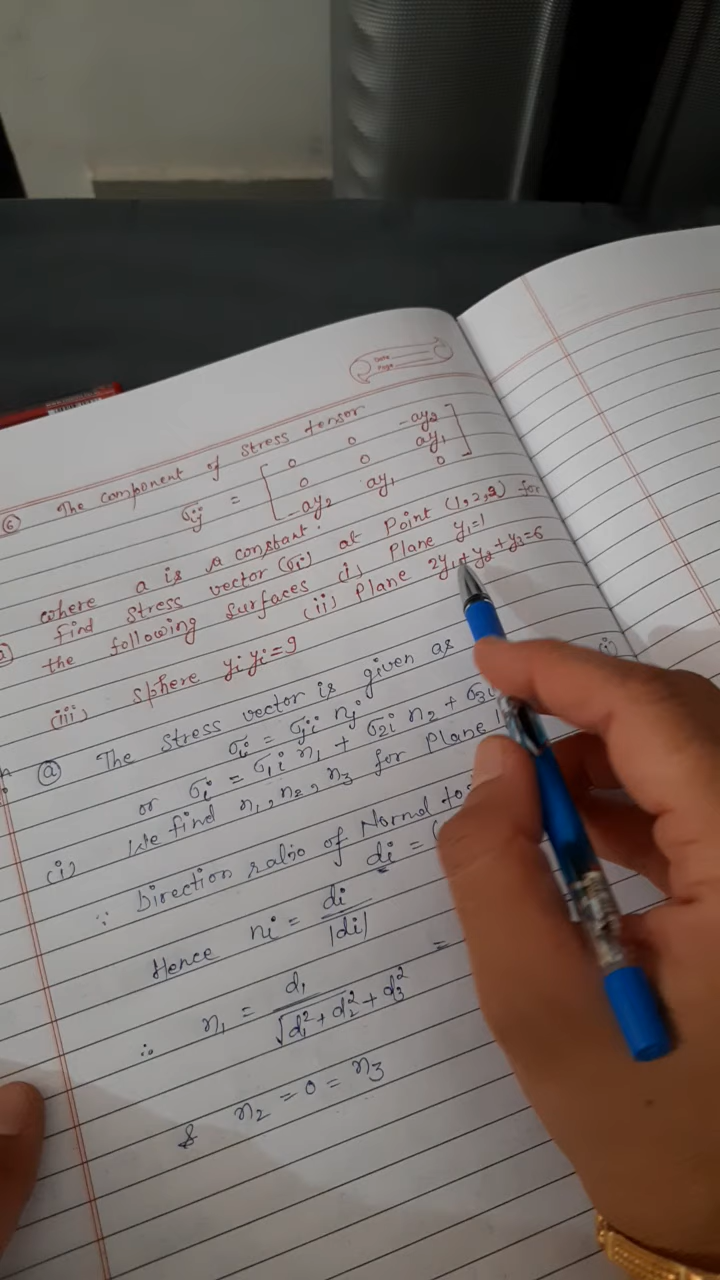 Date
Page
⑥ The component of stress tensor
σij = [ 0 0 -ay2
0 0 ay1
-ay2 ay1 0 ]
where a is a constant.
find stress vector (σi) at Point (1,2,2) for
the following surfaces (i) Plane y1=1
(ii) Plane 2y1+y2+y3=6
(iii) sphere yi yi=9
ⓐ The stress vector is given as
σi = σji nj
or σi = σ1i n1 + σ2i n2 + σ3i
(i)
(i) We find n1, n2, n3 for plane
∵ Direction ratio of Normal to
di = (
Hence ni = di / |di|
∴ n1 = d1 / √d1²+d2²+d3² =
& n2 = 0 = n3